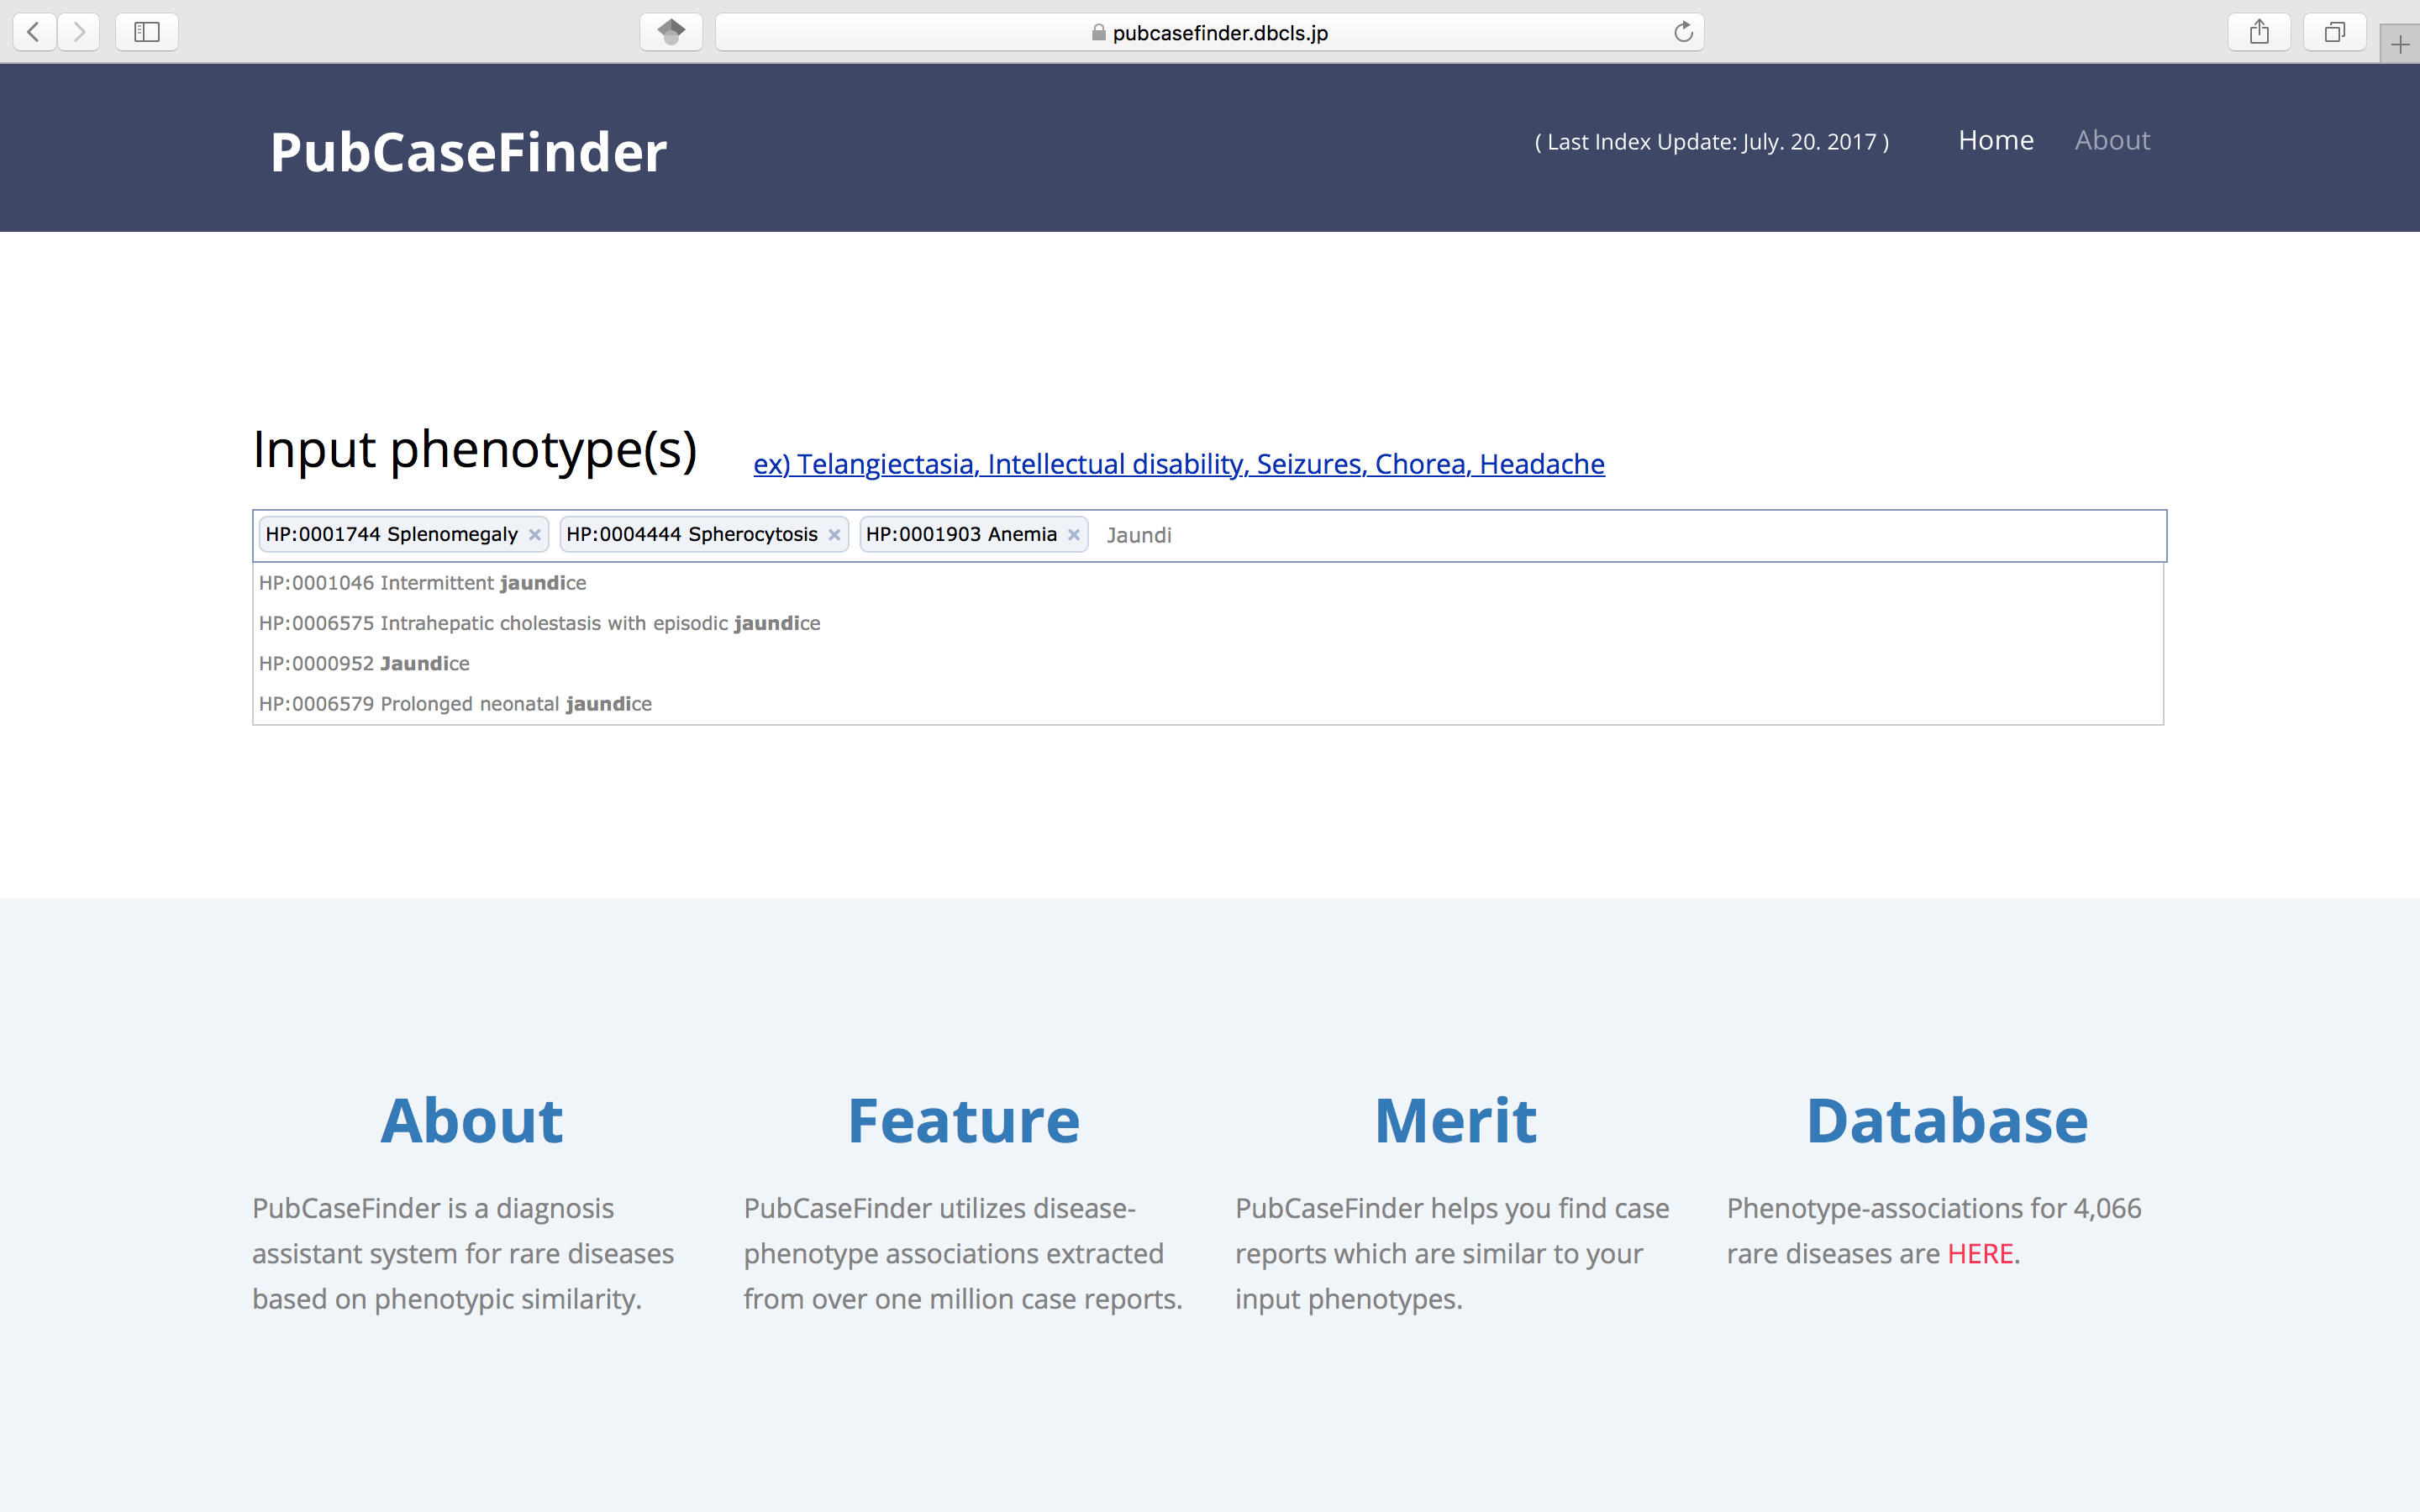 pubcasefinder.dbcls.jp
PubCaseFinder
( Last Index Update: July. 20. 2017 )
Home
About
Input phenotype(s)
ex) Telangiectasia, Intellectual disability, Seizures, Chorea, Headache
HP:0001744 Splenomegaly × HP:0004444 Spherocytosis × HP:0001903 Anemia × Jaundi
HP:0001046 Intermittent jaundice
HP:0006575 Intrahepatic cholestasis with episodic jaundice
HP:0000952 Jaundice
HP:0006579 Prolonged neonatal jaundice
About
PubCaseFinder is a diagnosis
assistant system for rare diseases
based on phenotypic similarity.
Feature
PubCaseFinder utilizes disease-
phenotype associations extracted
from over one million case reports.
Merit
PubCaseFinder helps you find case
reports which are similar to your
input phenotypes.
Database
Phenotype-associations for 4,066
rare diseases are HERE.